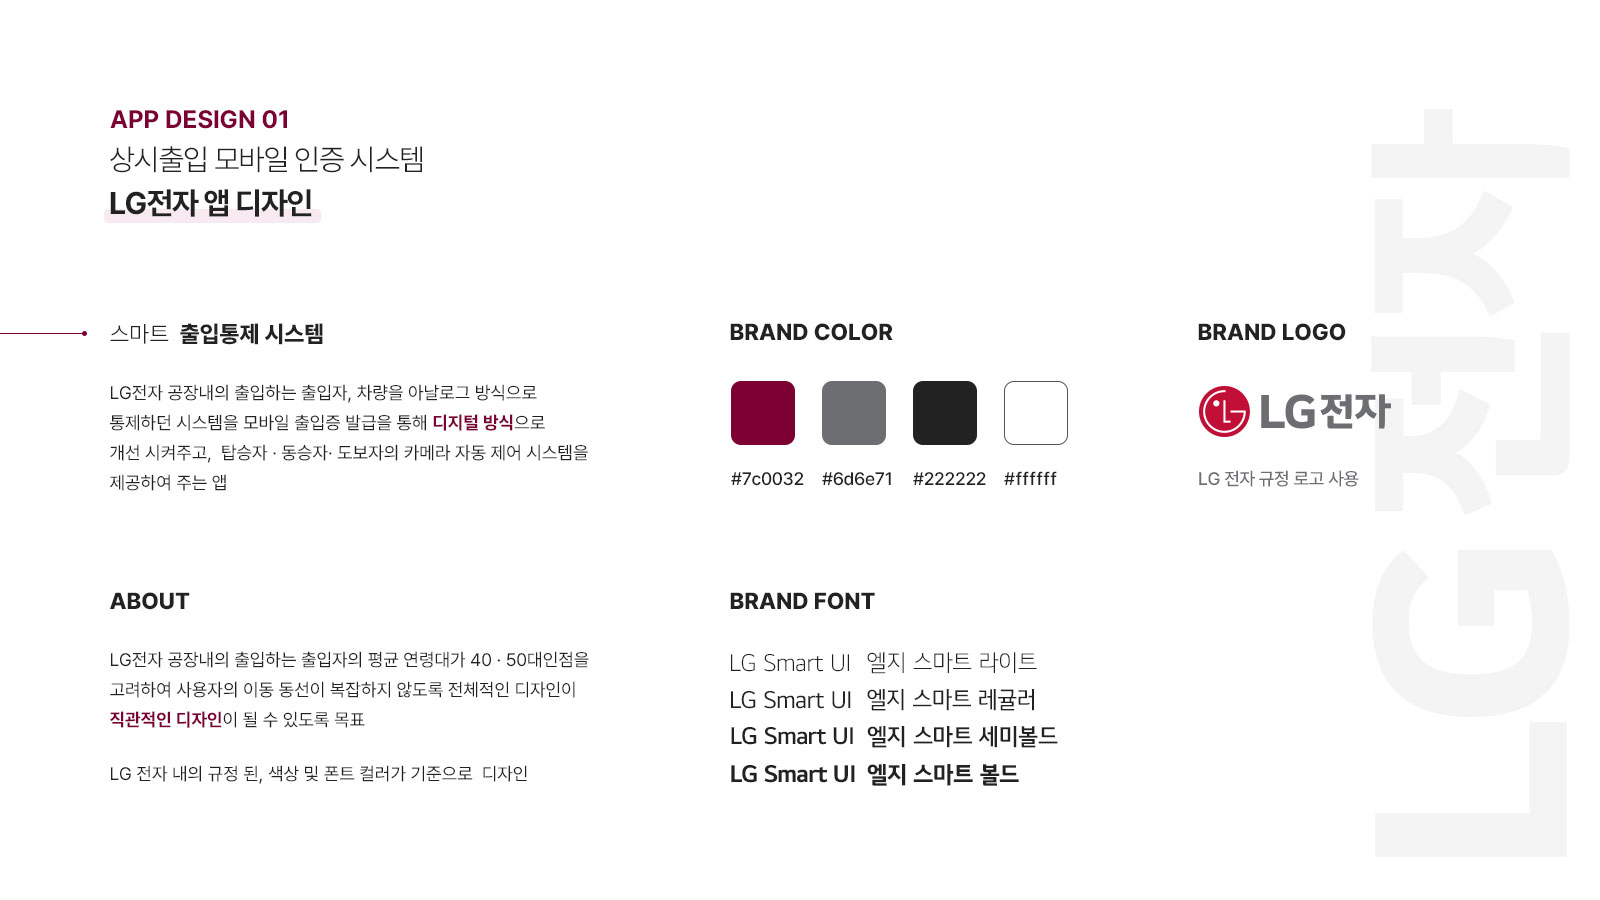 APP DESIGN 01
상시출입 모바일 인증 시스템
LG전자 앱 디자인
스마트 출입통제 시스템
LG전자 공장내의 출입하는 출입자, 차량을 아날로그 방식으로
통제하던 시스템을 모바일 출입증 발급을 통해 디지털 방식으로
개선 시켜주고, 탑승자 · 동승자· 도보자의 카메라 자동 제어 시스템을
제공하여 주는 앱
BRAND COLOR
#7c0032 #6d6e71 #222222 #ffffff
BRAND LOGO
LG전자
LG 전자 규정 로고 사용
ABOUT
LG전자 공장내의 출입하는 출입자의 평균 연령대가 40 · 50대인점을
고려하여 사용자의 이동 동선이 복잡하지 않도록 전체적인 디자인이
직관적인 디자인이 될 수 있도록 목표
LG 전자 내의 규정 된, 색상 및 폰트 컬러가 기준으로 디자인
BRAND FONT
LG Smart UI 엘지 스마트 라이트
LG Smart UI 엘지 스마트 레귤러
LG Smart UI 엘지 스마트 세미볼드
LG Smart UI 엘지 스마트 볼드
LG전자